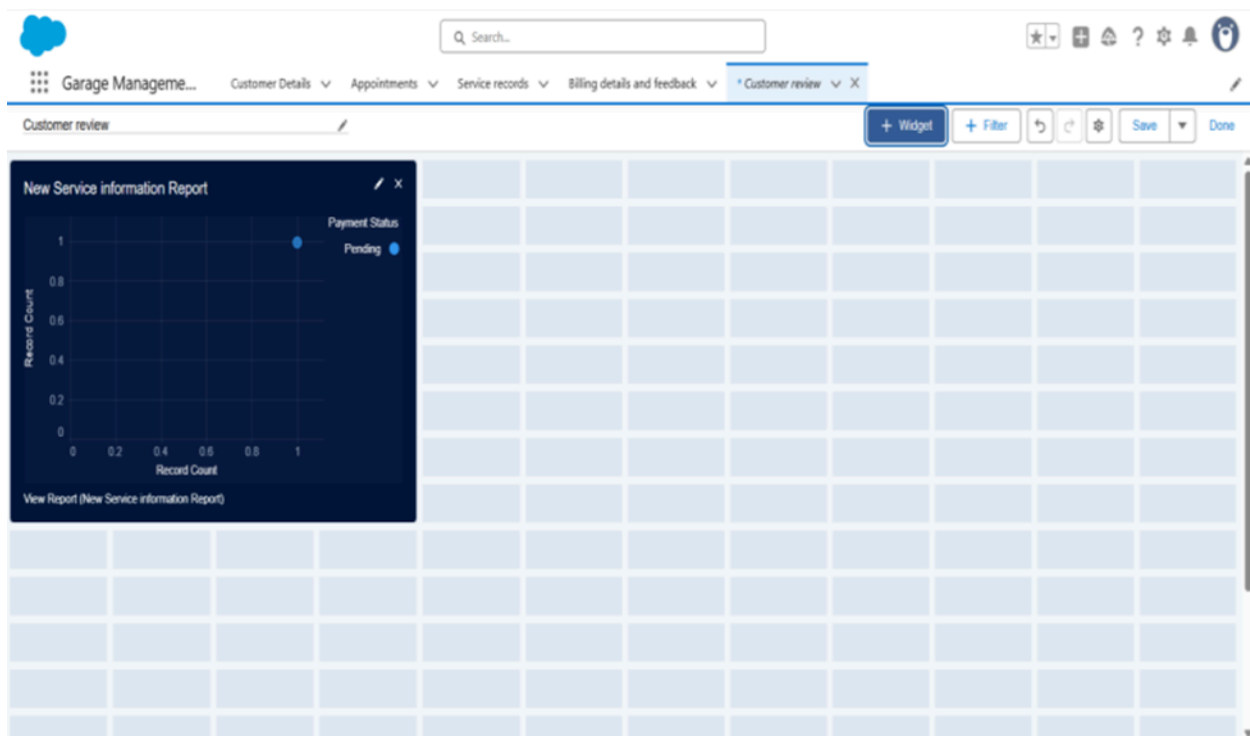 Search...
Garage Manageme... Customer Details Appointments Service records Billing details and feedback * Customer review
Customer review + Widget + Filter Save Done
New Service information Report
Payment Status
Pending
Record Count
1
0.8
0.6
0.4
0.2
0
0 0.2 0.4 0.6 0.8 1
Record Count
View Report (New Service information Report)